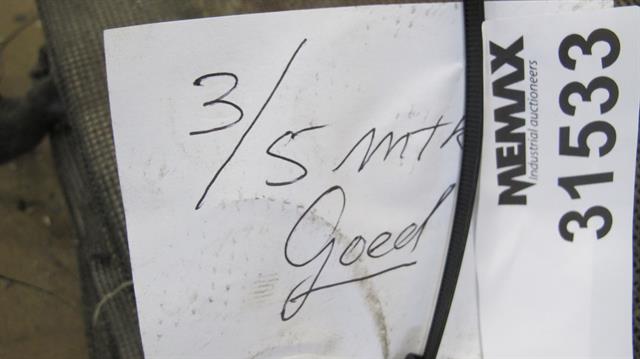 3/5 mtr
Goed
MEMAX
Industrial auctioneers
31533